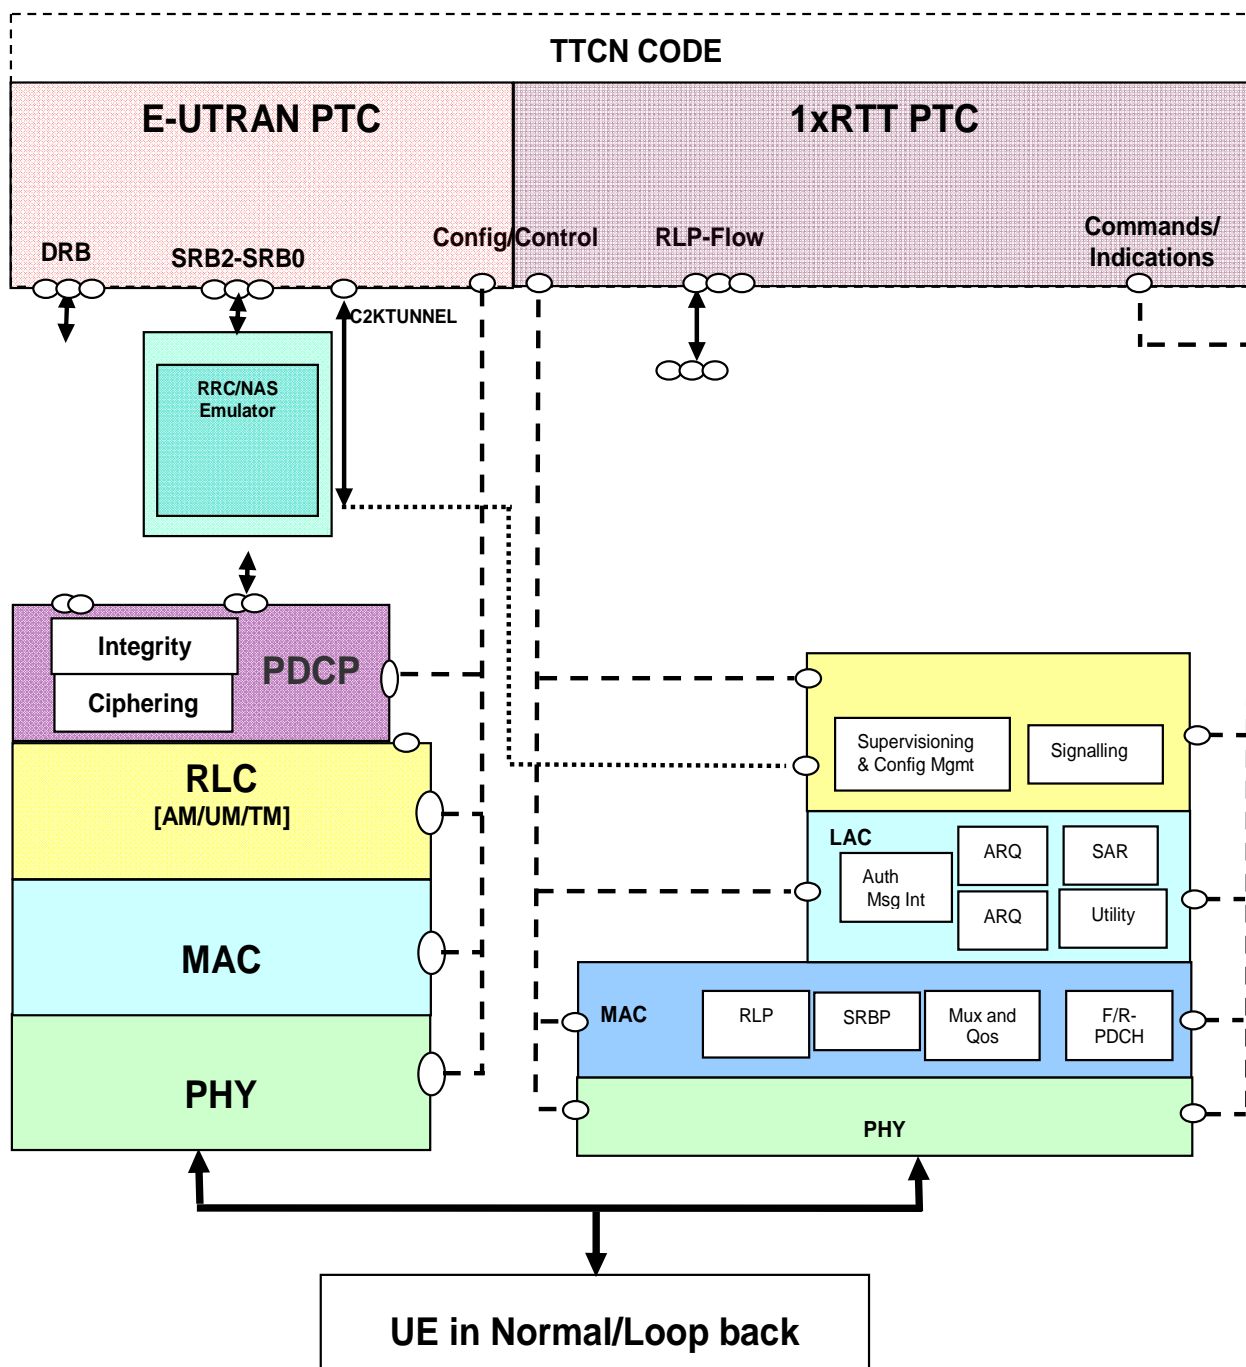 TTCN CODE
E-UTRAN PTC
1xRTT PTC
DRB
SRB2-SRB0
Config/Control
RLP-Flow
Commands/
Indications
C2KTUNNEL
RRC/NAS
Emulator
Integrity
Ciphering
PDCP
RLC
[AM/UM/TM]
MAC
PHY
Supervisioning
& Config Mgmt
Signalling
LAC
Auth
Msg Int
ARQ
SAR
ARQ
Utility
MAC
RLP
SRBP
Mux and
Qos
F/R-
PDCH
PHY
UE in Normal/Loop back